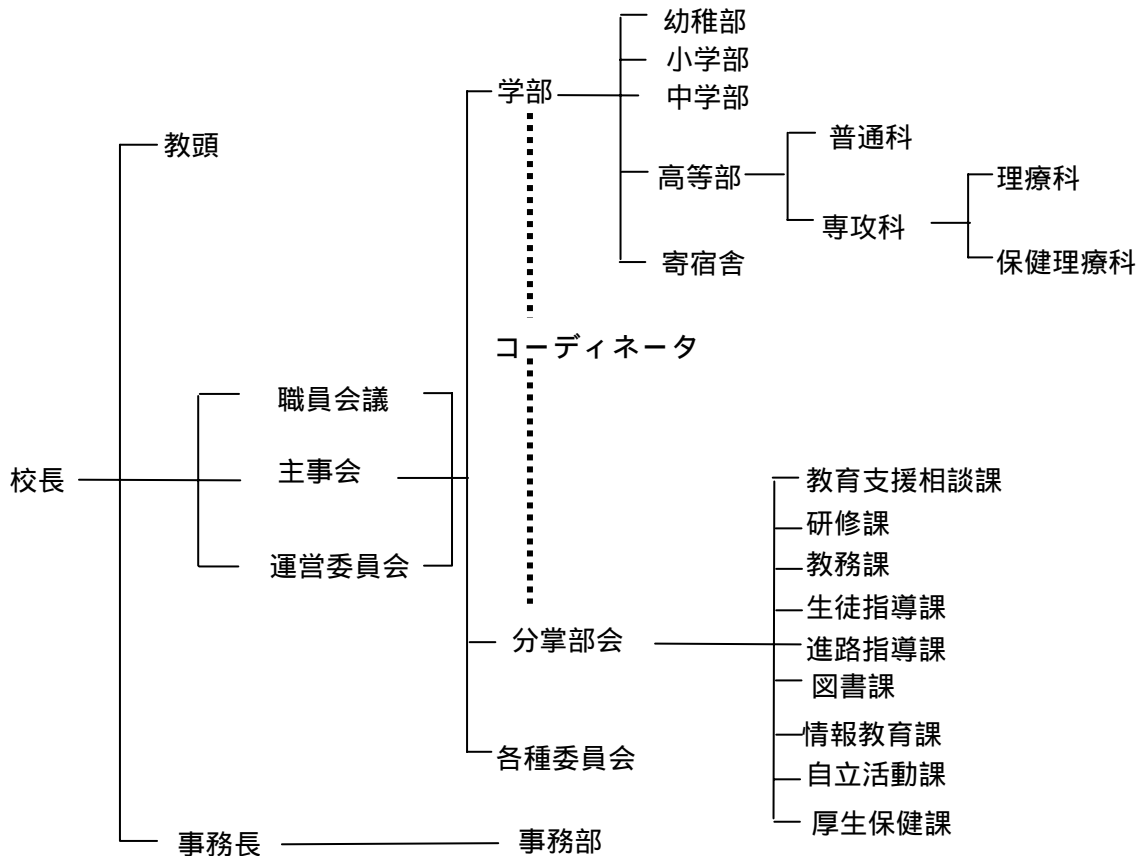 幼稚部
小学部
学部
中学部
教頭
普通科
高等部
理療科
専攻科
寄宿舎
保健理療科
コーディネータ
職員会議
校長
主事会
教育支援相談課
研修課
運営委員会
教務課
生徒指導課
分掌部会
進路指導課
図書課
情報教育課
各種委員会
自立活動課
厚生保健課
事務長
事務部